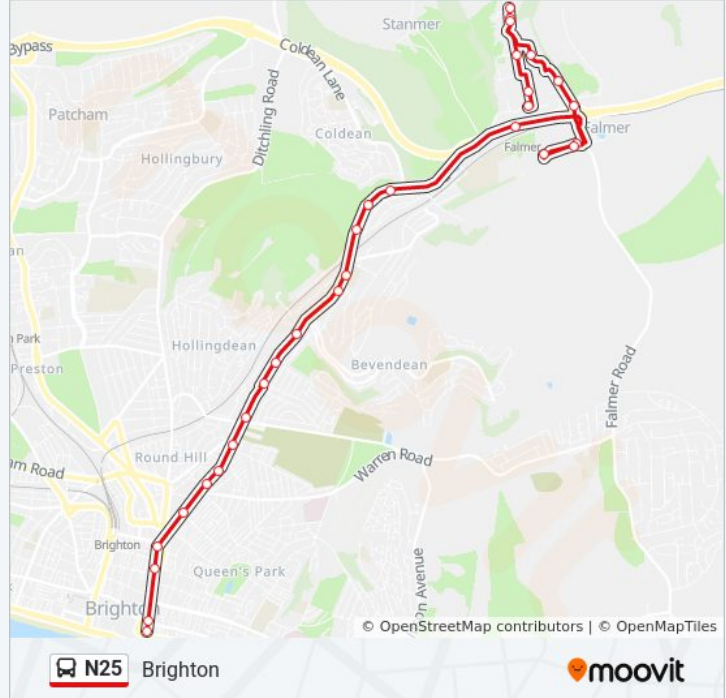 Stanmer
Bypass
Coldean Lane
Patcham
Ditchling Road
Coldean
Falmer
Falmer
Hollingbury
Park
Hollingdean
Preston
Bevendean
Falmer Road
Round Hill
Warren Road
am Road
Brighton
Queen's Park
on Avenue
Brighton
© OpenStreetMap contributors | © OpenMapTiles
N25 Brighton
moovit